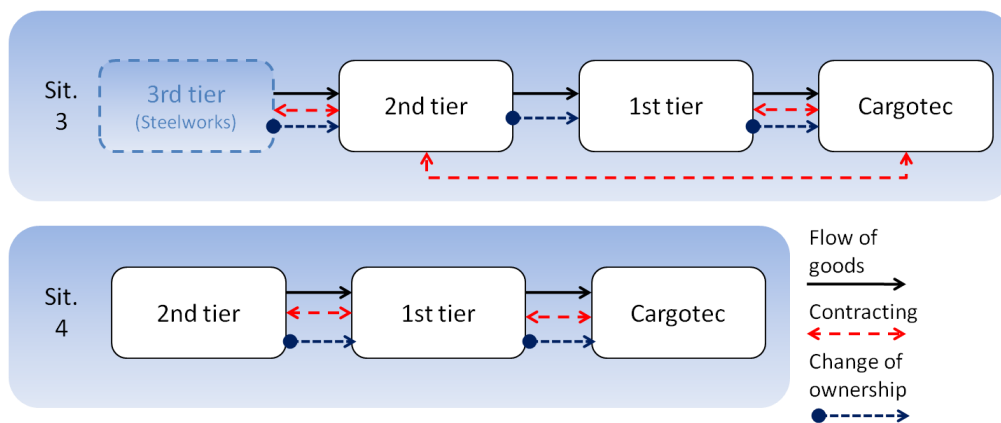 Sit.
3
3rd tier
(Steelworks)
2nd tier
1st tier
Cargotec
Sit.
4
2nd tier
1st tier
Cargotec
Flow of
goods
Contracting
Change of
ownership